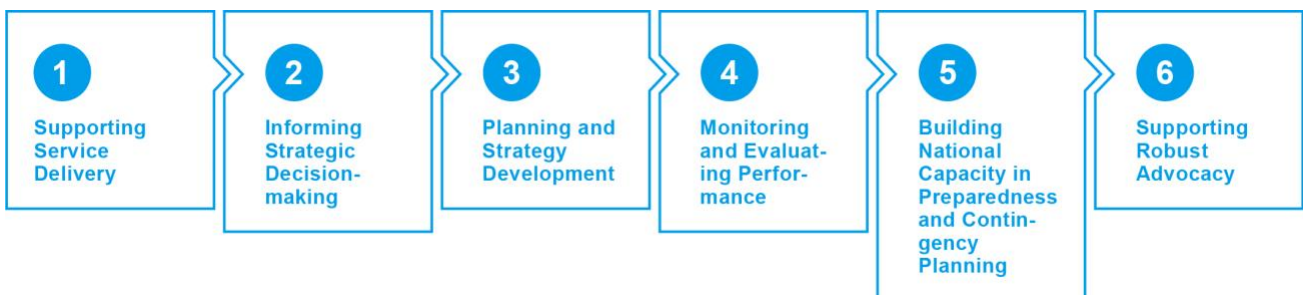 1
Supporting
Service
Delivery
2
Informing
Strategic
Decision-
making
3
Planning and
Strategy
Development
4
Monitoring
and Evaluat-
ing Perfor-
mance
5
Building
National
Capacity in
Preparedness
and Contin-
gency
Planning
6
Supporting
Robust
Advocacy